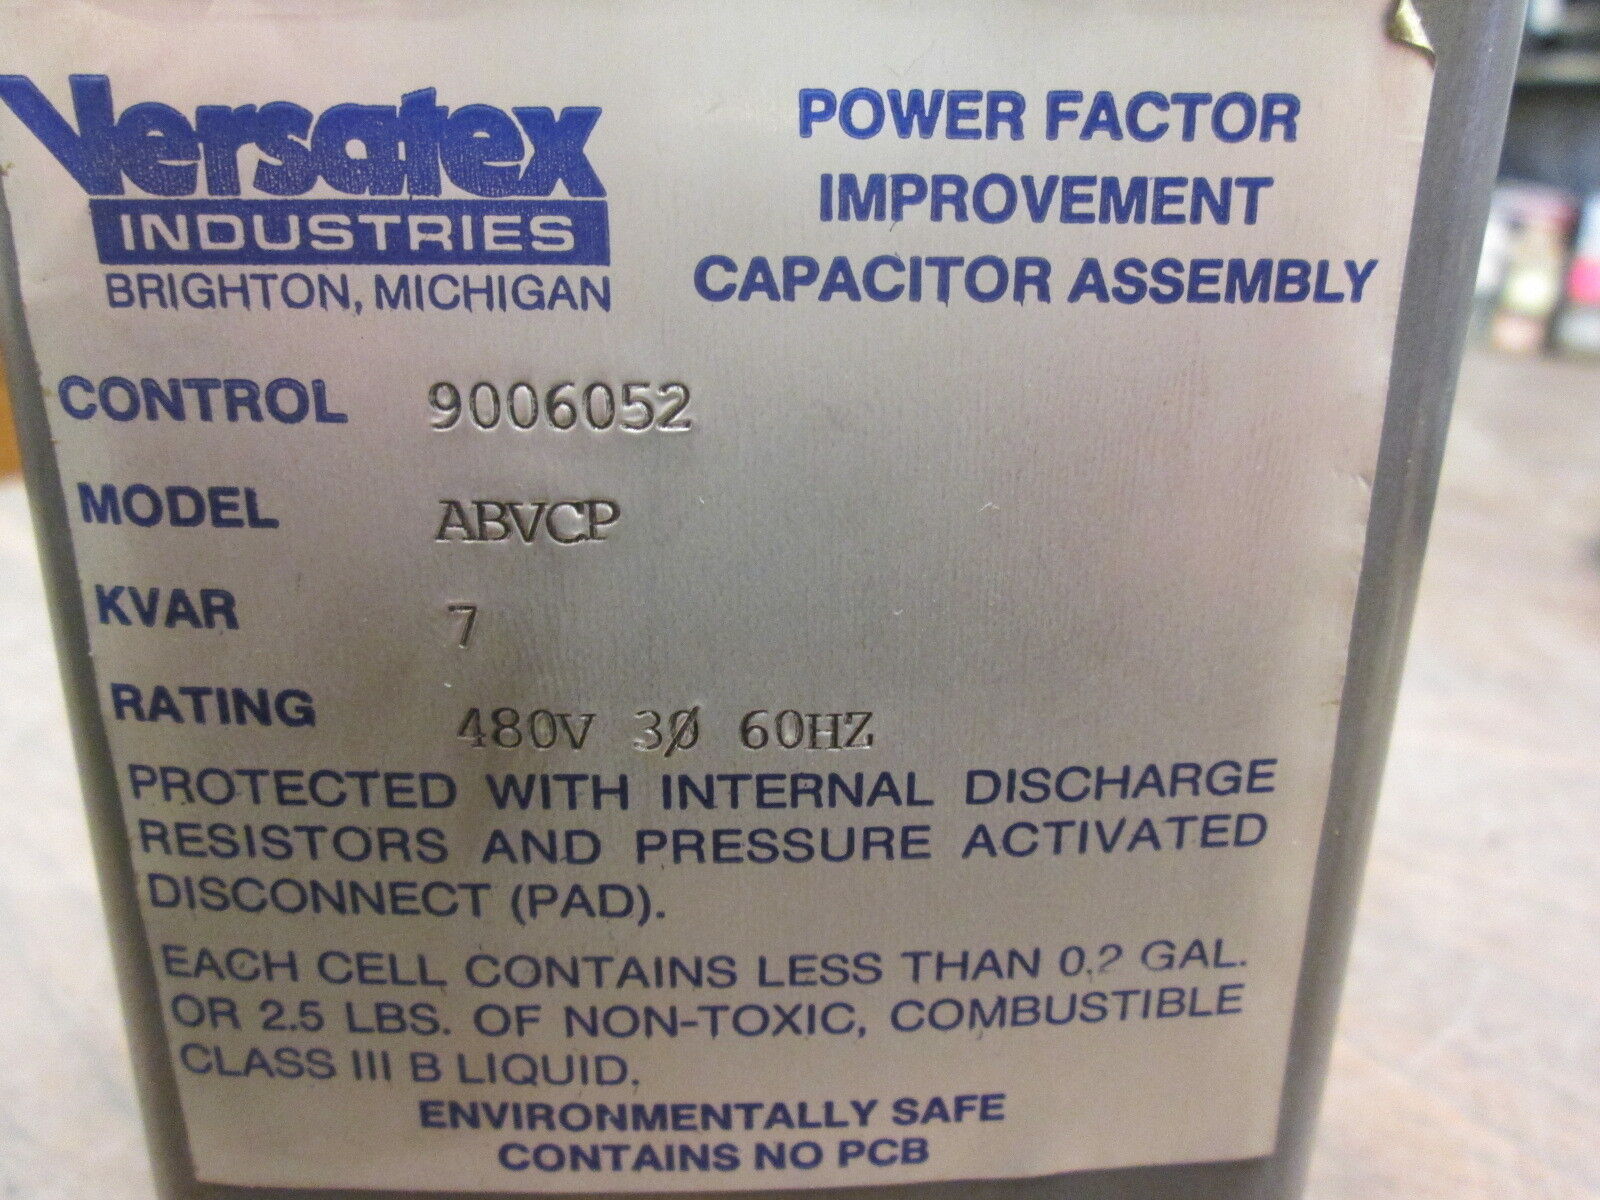 Versatex
INDUSTRIES
BRIGHTON, MICHIGAN
POWER FACTOR
IMPROVEMENT
CAPACITOR ASSEMBLY
CONTROL 9006052
MODEL ABVCP
KVAR 7
RATING 480V 3Ø 60HZ
PROTECTED WITH INTERNAL DISCHARGE
RESISTORS AND PRESSURE ACTIVATED
DISCONNECT (PAD).
EACH CELL CONTAINS LESS THAN 0.2 GAL.
OR 2.5 LBS. OF NON-TOXIC, COMBUSTIBLE
CLASS III B LIQUID.
ENVIRONMENTALLY SAFE
CONTAINS NO PCB